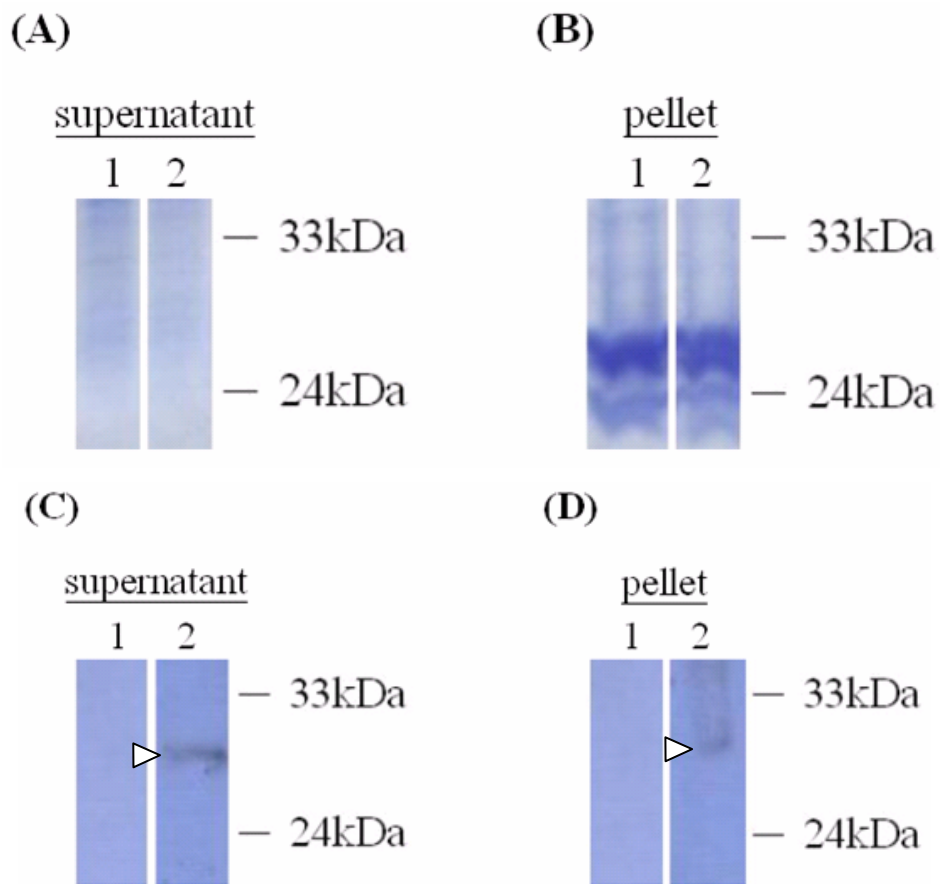 (A)
supernatant
1 2
33kDa
24kDa
(B)
pellet
1 2
33kDa
24kDa
(C)
supernatant
1 2
33kDa
24kDa
(D)
pellet
1 2
33kDa
24kDa